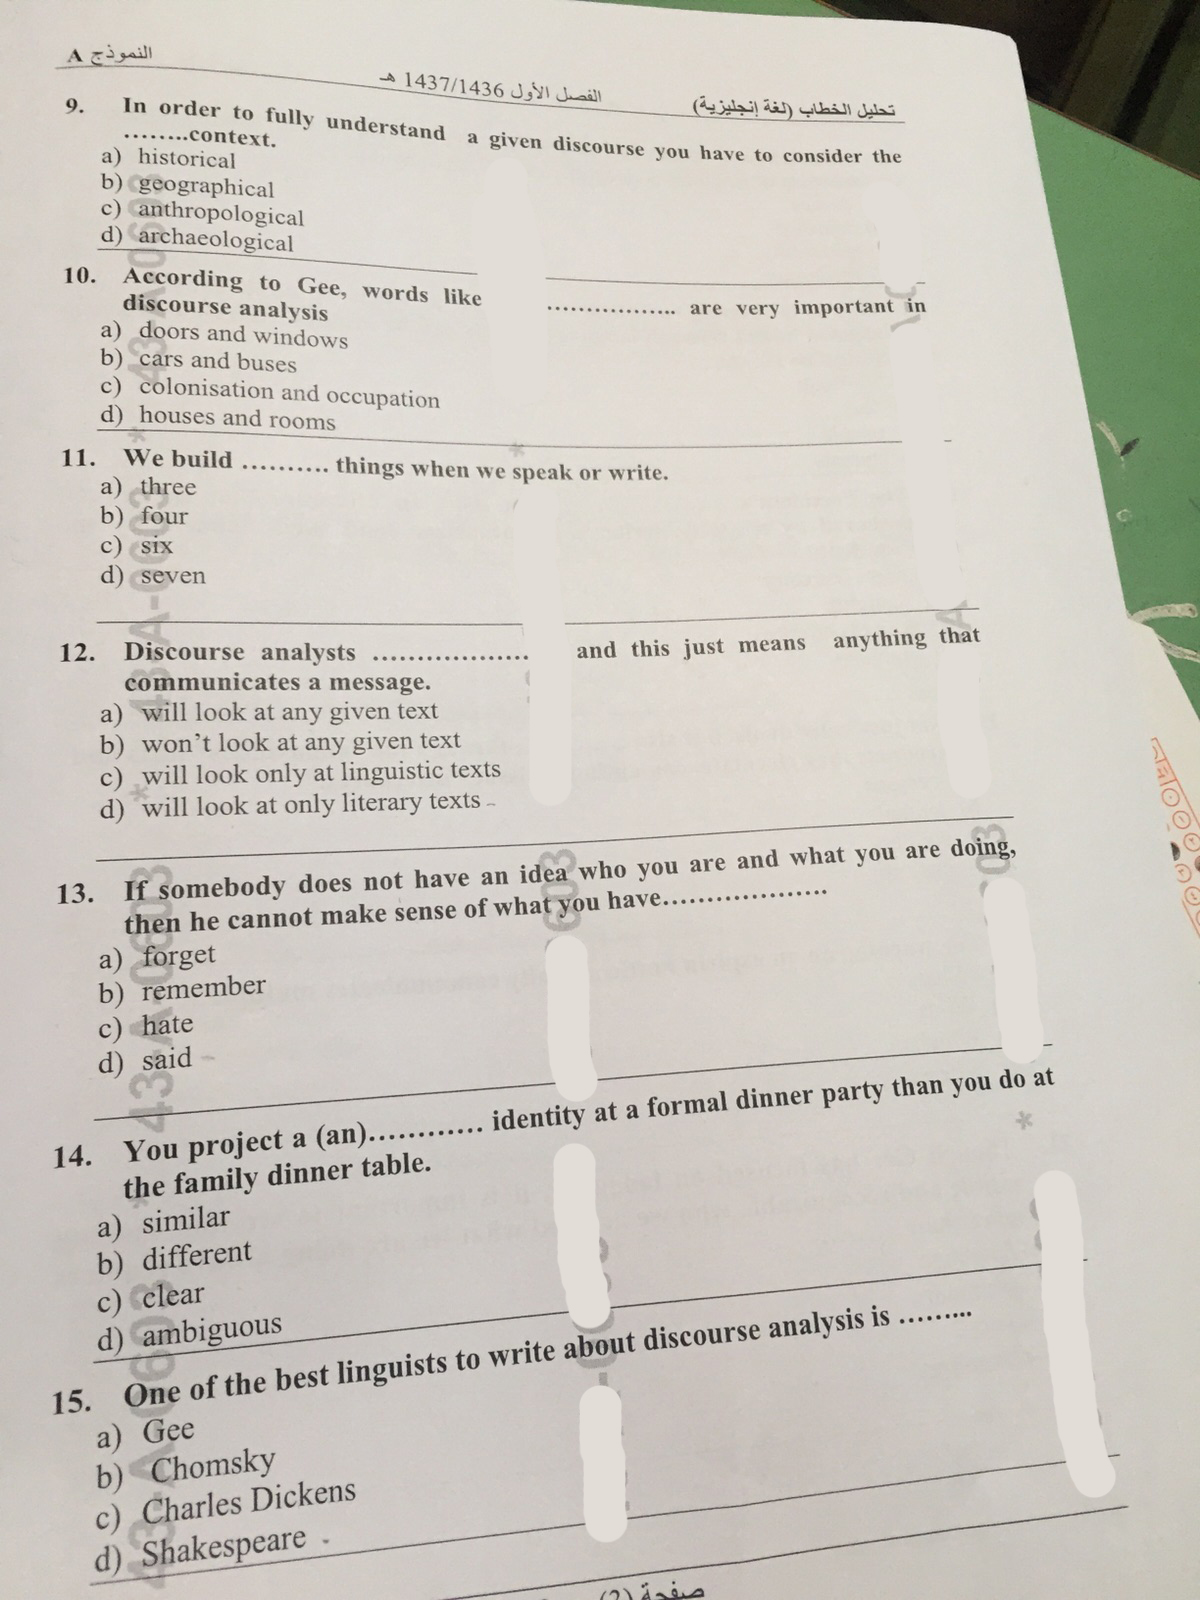 النموذج A
الفصل الأول 1437/1436 هـ
تحليل الخطاب (لغة إنجليزية)
9. In order to fully understand a given discourse you have to consider the
........context.
a) historical
b) geographical
c) anthropological
d) archaeological
10. According to Gee, words like ................. are very important in
discourse analysis
a) doors and windows
b) cars and buses
c) colonisation and occupation
d) houses and rooms
11. We build .......... things when we speak or write.
a) three
b) four
c) six
d) seven
12. Discourse analysts .................. and this just means anything that
communicates a message.
a) will look at any given text
b) won't look at any given text
c) will look only at linguistic texts
d) will look at only literary texts
13. If somebody does not have an idea who you are and what you are doing,
then he cannot make sense of what you have...................
a) forget
b) remember
c) hate
d) said
14. You project a (an)............ identity at a formal dinner party than you do at
the family dinner table.
a) similar
b) different
c) clear
d) ambiguous
15. One of the best linguists to write about discourse analysis is .........
a) Gee
b) Chomsky
c) Charles Dickens
d) Shakespeare
صفحة (2)